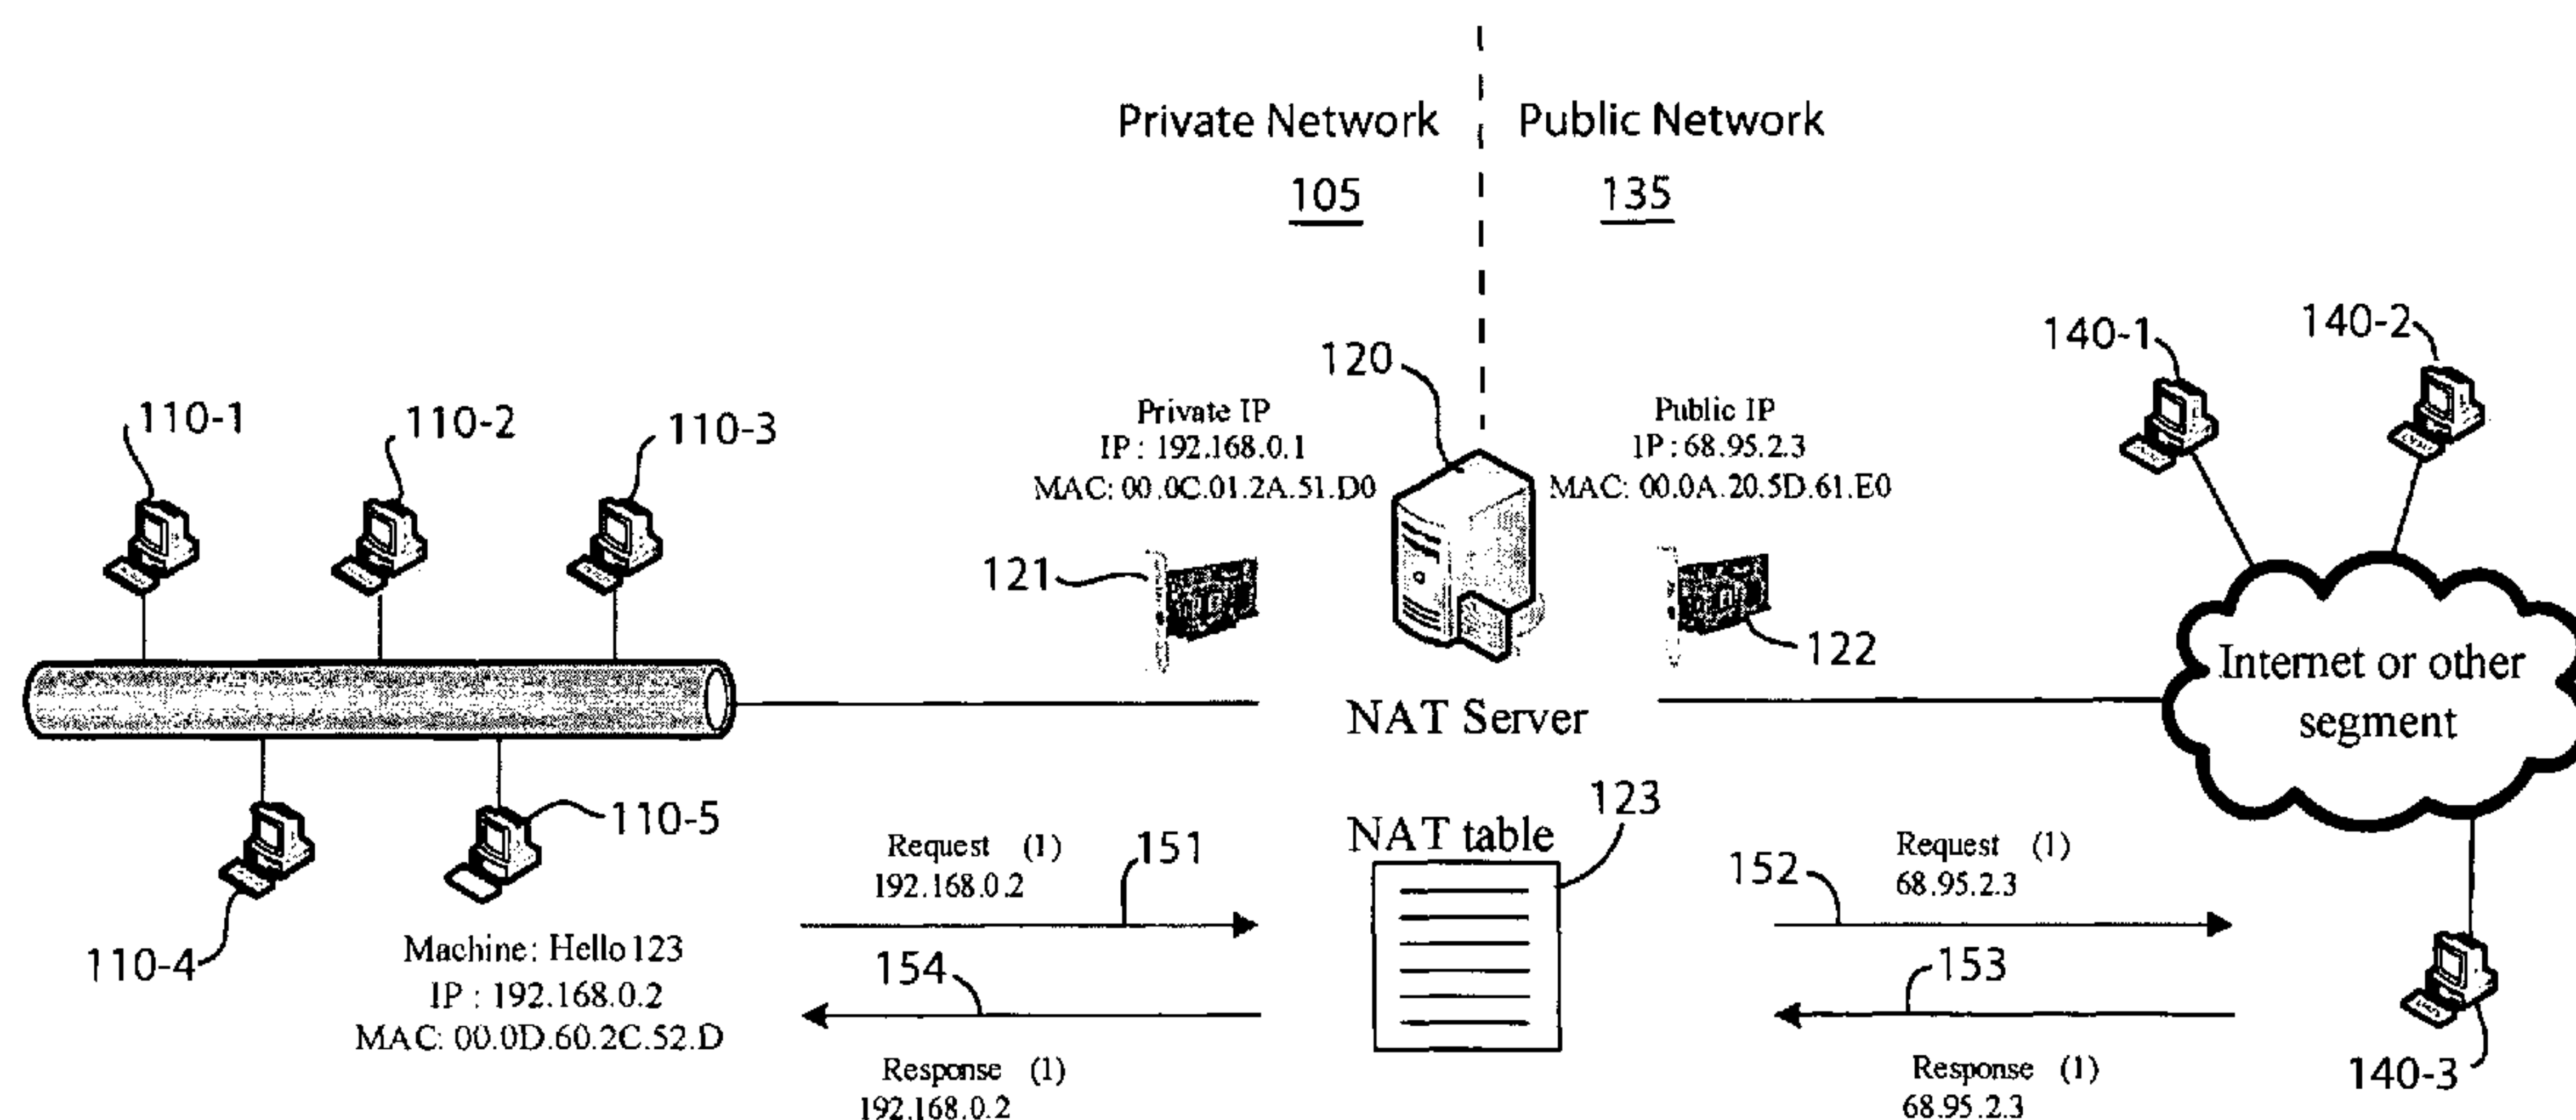 Private Network
Public Network
105
135
140-1
140-2
120
110-1
110-2
110-3
Private IP
IP : 192.168.0.1
MAC: 00.0C.01.2A.51.D0
Public IP
IP : 68.95.2.3
MAC: 00.0A.20.5D.61.E0
121
122
Internet or other
segment
NAT Server
110-5
110-4
Machine: Hello123
IP : 192.168.0.2
MAC: 00.0D.60.2C.52.D
Request (1)
192.168.0.2
151
154
Response (1)
192.168.0.2
NAT table
123
152
Request (1)
68.95.2.3
153
Response (1)
68.95.2.3
140-3